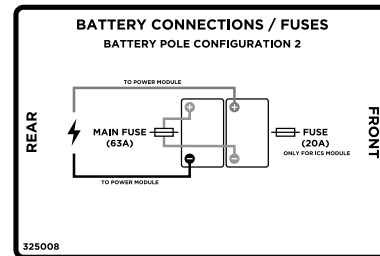 BATTERY CONNECTIONS / FUSES
BATTERY POLE CONFIGURATION 2
TO POWER MODULE
REAR
MAIN FUSE
(63A)
FUSE
(20A)
ONLY FOR ICS MODULE
FRONT
TO POWER MODULE
325008